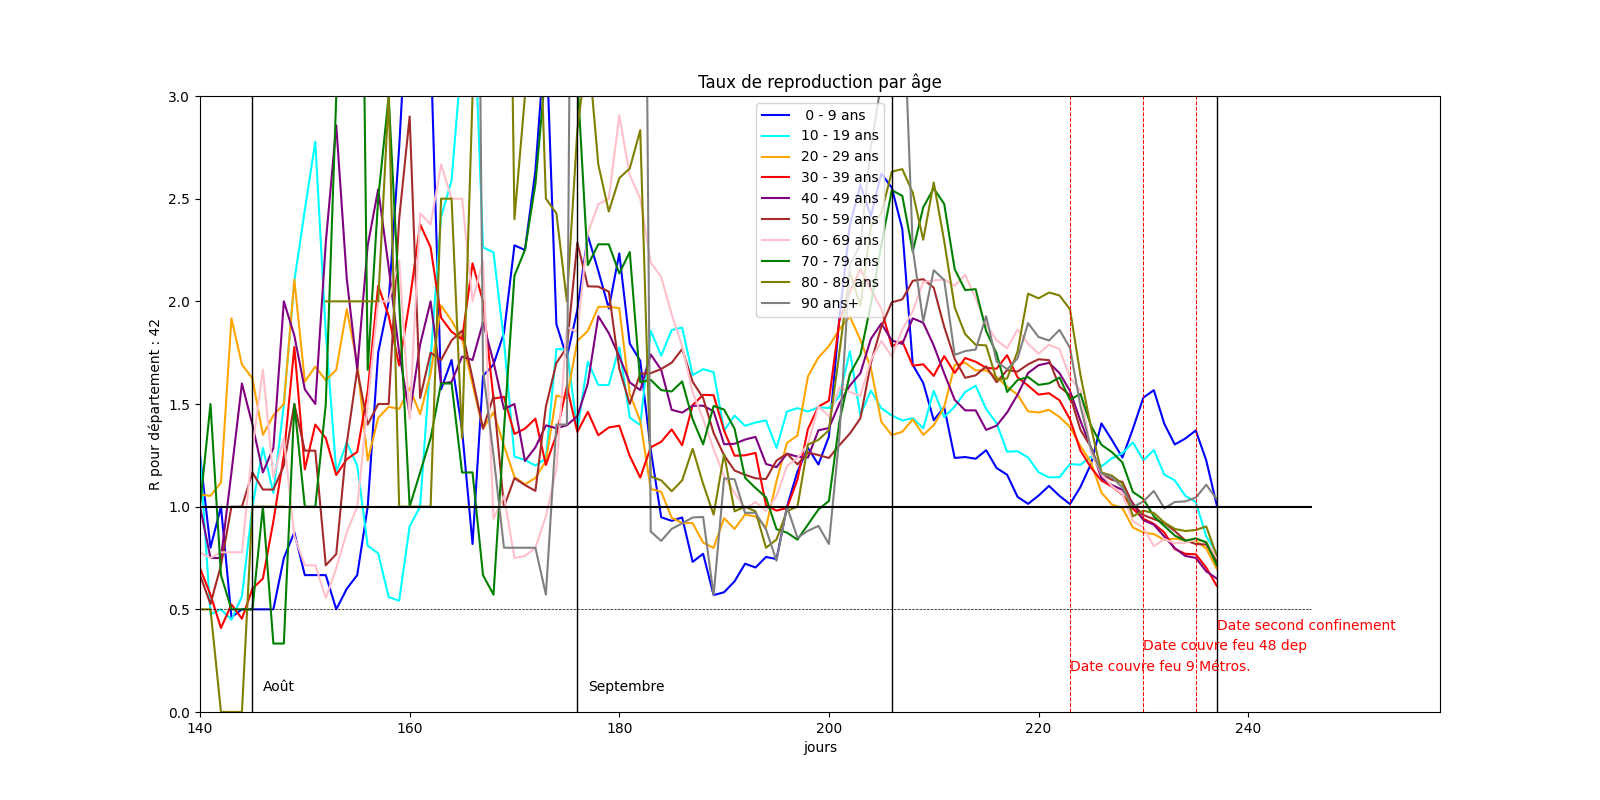 Taux de reproduction par âge
R pour département : 42
3.0
2.5
2.0
1.5
1.0
0.5
0.0
0 - 9 ans
10 - 19 ans
20 - 29 ans
30 - 39 ans
40 - 49 ans
50 - 59 ans
60 - 69 ans
70 - 79 ans
80 - 89 ans
90 ans+
Date second confinement
Date couvre feu 48 dep
Date couvre feu 9 Métros.
Août
Septembre
140
160
180
200
220
240
jours